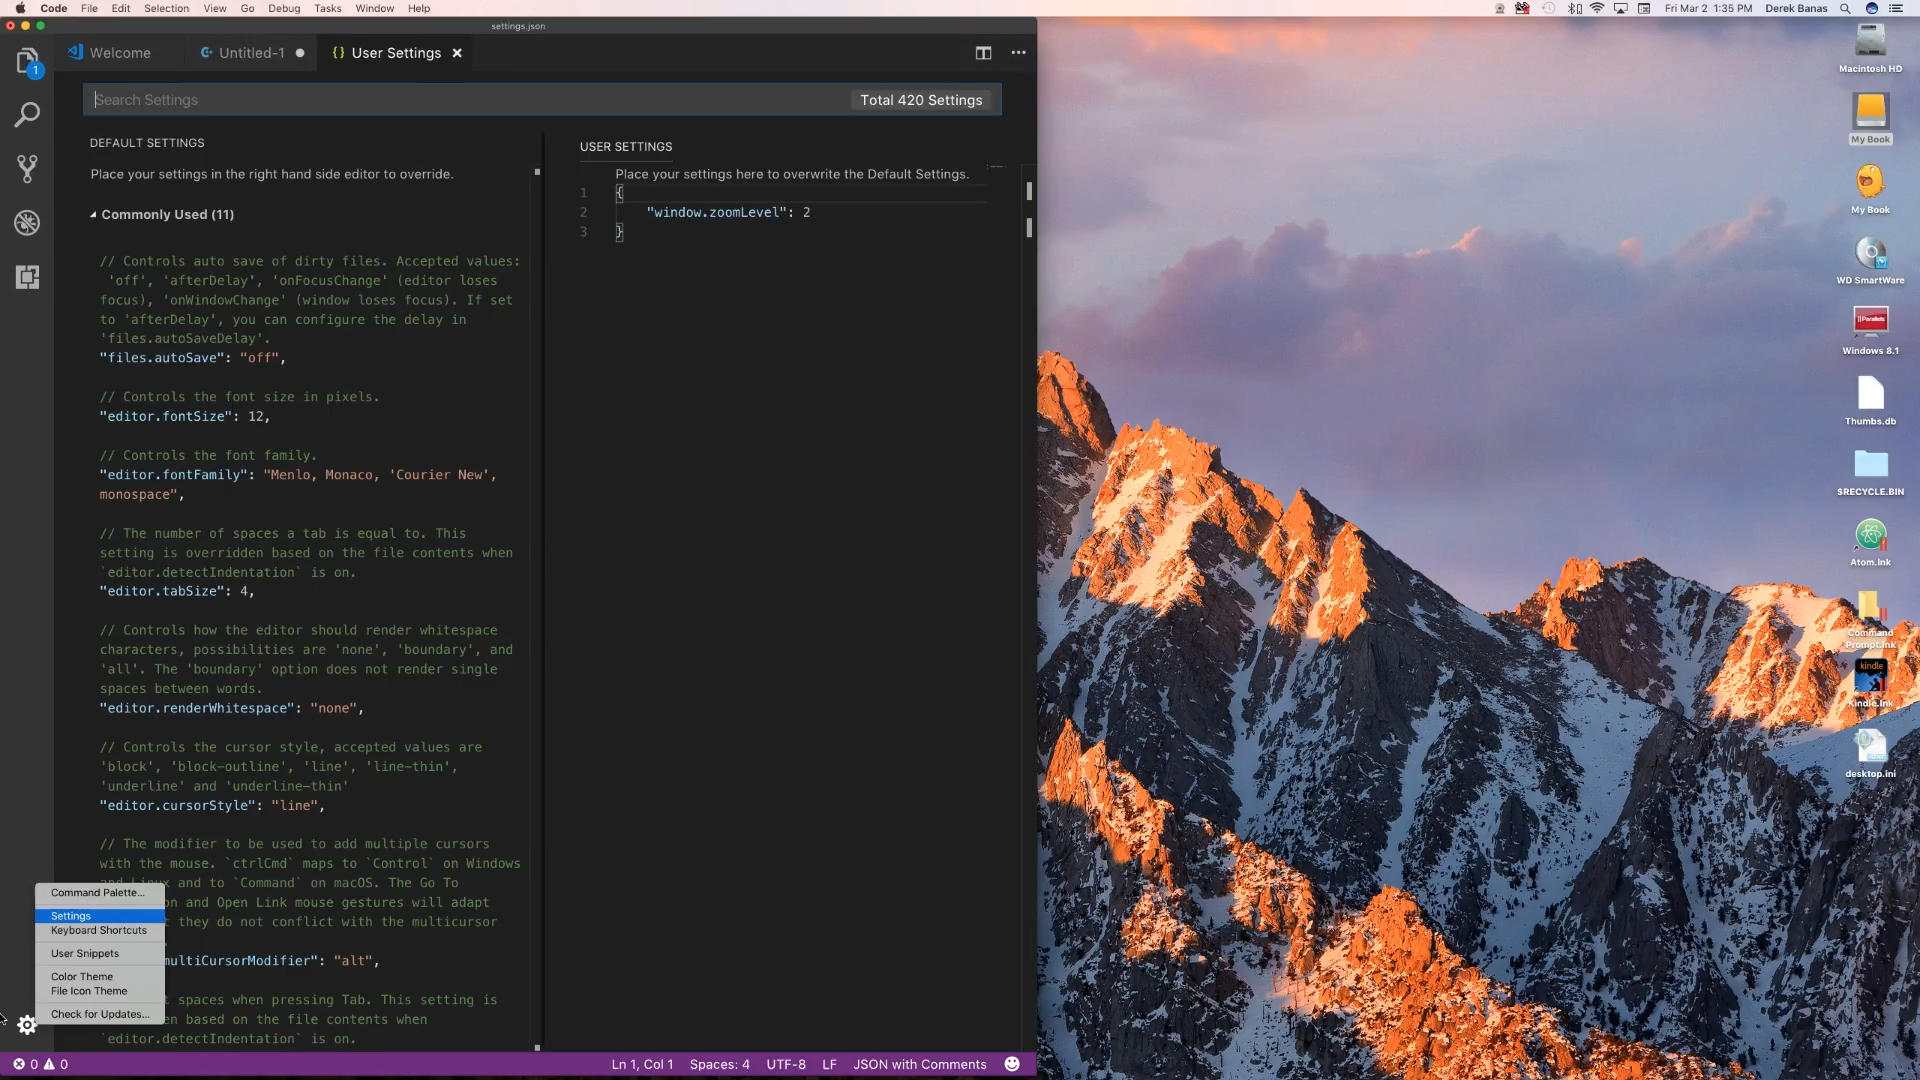 Code File Edit Selection View Go Debug Tasks Window Help
Fri Mar 2 1:35 PM Derek Banas
settings.json
1
Welcome
Untitled-1
{} User Settings
Search Settings
Total 420 Settings
DEFAULT SETTINGS
Place your settings in the right hand side editor to override.
Commonly Used (11)
// Controls auto save of dirty files. Accepted values:
'off', 'afterDelay', 'onFocusChange' (editor loses
focus), 'onWindowChange' (window loses focus). If set
to 'afterDelay', you can configure the delay in
'files.autoSaveDelay'.
"files.autoSave": "off",
// Controls the font size in pixels.
"editor.fontSize": 12,
// Controls the font family.
"editor.fontFamily": "Menlo, Monaco, 'Courier New',
monospace",
// The number of spaces a tab is equal to. This
setting is overridden based on the file contents when
`editor.detectIndentation` is on.
"editor.tabSize": 4,
// Controls how the editor should render whitespace
characters, possibilities are 'none', 'boundary', and
'all'. The 'boundary' option does not render single
spaces between words.
"editor.renderWhitespace": "none",
// Controls the cursor style, accepted values are
'block', 'block-outline', 'line', 'line-thin',
'underline' and 'underline-thin'
"editor.cursorStyle": "line",
// The modifier to be used to add multiple cursors
with the mouse. `ctrlCmd` maps to `Control` on Windows
and Linux and to `Command` on macOS. The Go To
on and Open Link mouse gestures will adapt
they do not conflict with the multicursor
multiCursorModifier": "alt",
spaces when pressing Tab. This setting is
en based on the file contents when
`editor.detectIndentation` is on.
USER SETTINGS
Place your settings here to overwrite the Default Settings.
1 {
2 "window.zoomLevel": 2
3 }
Command Palette...
Settings
Keyboard Shortcuts
User Snippets
Color Theme
File Icon Theme
Check for Updates...
0 0
Ln 1, Col 1 Spaces: 4 UTF-8 LF JSON with Comments
Macintosh HD
My Book
My Book
WD SmartWare
Parallels
Windows 8.1
Thumbs.db
$RECYCLE.BIN
Atom.lnk
Command
Prompt.lnk
kindle
Kindle.lnk
desktop.ini